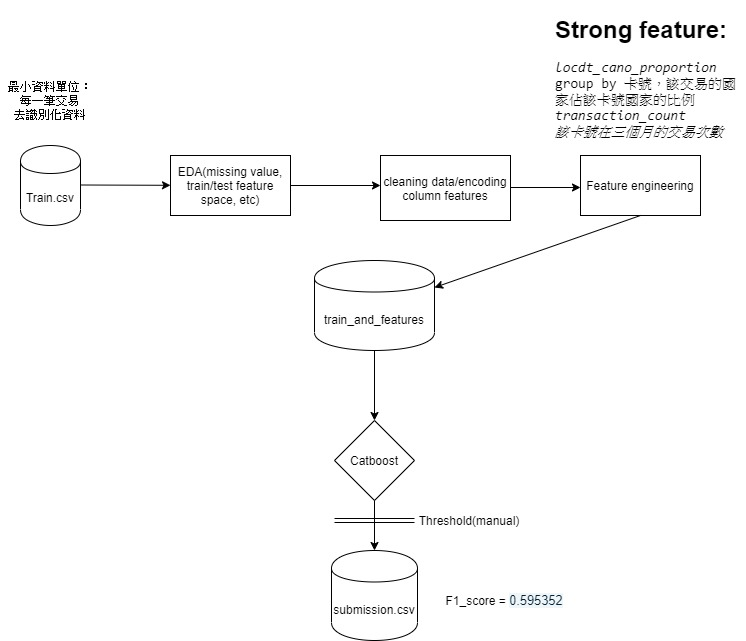 Strong feature:
locdt_cano_proportion
group by 卡號，該交易的國
家佔該卡號國家的比例
transaction_count
該卡號在三個月的交易次數
最小資料單位：
每一筆交易
去識別化資料
Train.csv
EDA(missing value,
train/test feature
space, etc)
cleaning data/encoding
column features
Feature engineering
train_and_features
Catboost
Threshold(manual)
submission.csv
F1_score = 0.595352